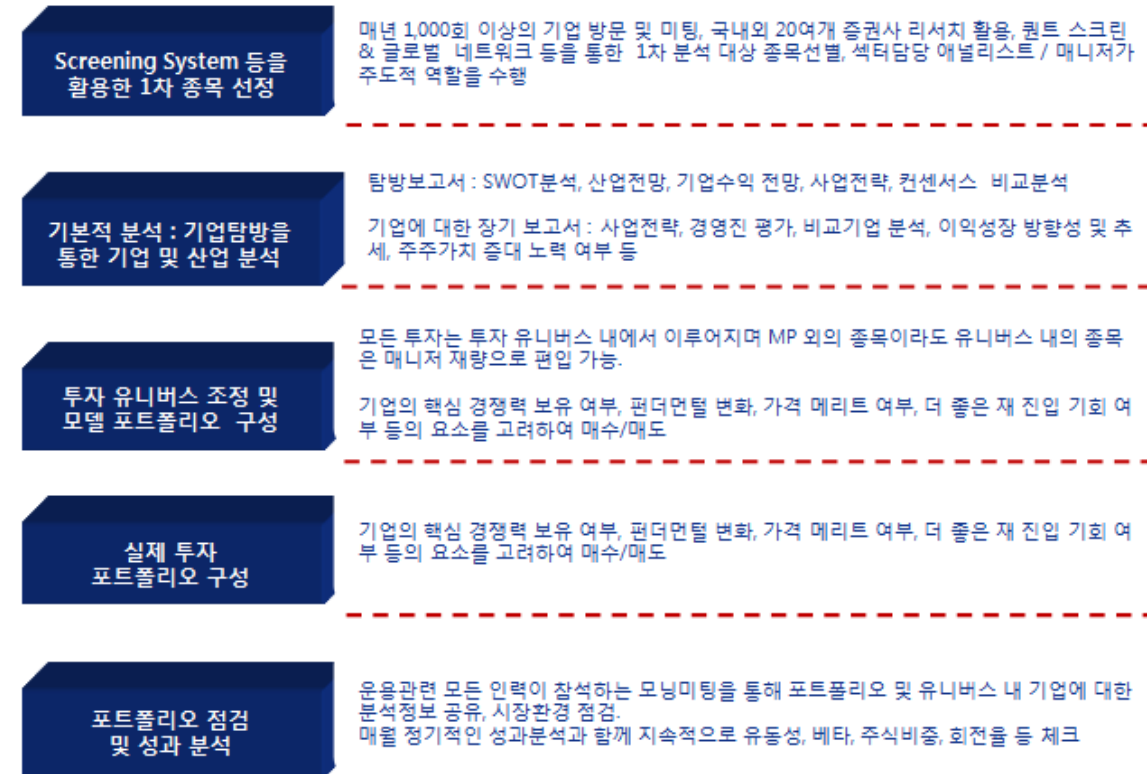 Screening System 등을
활용한 1차 종목 선정
매년 1,000회 이상의 기업 방문 및 미팅, 국내외 20여개 증권사 리서치 활용, 퀀트 스크린
& 글로벌 네트워크 등을 통한 1차 분석 대상 종목선별, 섹터담당 애널리스트 / 매니저가
주도적 역할을 수행
기본적 분석 : 기업탐방을
통한 기업 및 산업 분석
탐방보고서 : SWOT분석, 산업전망, 기업수익 전망, 사업전략, 컨센서스 비교분석
기업에 대한 장기 보고서 : 사업전략, 경영진 평가, 비교기업 분석, 이익성장 방향성 및 추
세, 주주가치 증대 노력 여부 등
투자 유니버스 조정 및
모델 포트폴리오 구성
모든 투자는 투자 유니버스 내에서 이루어지며 MP 외의 종목이라도 유니버스 내의 종목
은 매니저 재량으로 편입 가능.
기업의 핵심 경쟁력 보유 여부, 펀더먼털 변화, 가격 메리트 여부, 더 좋은 재 진입 기회 여
부 등의 요소를 고려하여 매수/매도
실제 투자
포트폴리오 구성
기업의 핵심 경쟁력 보유 여부, 펀더먼털 변화, 가격 메리트 여부, 더 좋은 재 진입 기회 여
부 등의 요소를 고려하여 매수/매도
포트폴리오 점검
및 성과 분석
운용관련 모든 인력이 참석하는 모닝미팅을 통해 포트폴리오 및 유니버스 내 기업에 대한
분석정보 공유, 시장환경 점검.
매월 정기적인 성과분석과 함께 지속적으로 유동성, 베타, 주식비중, 회전율 등 체크